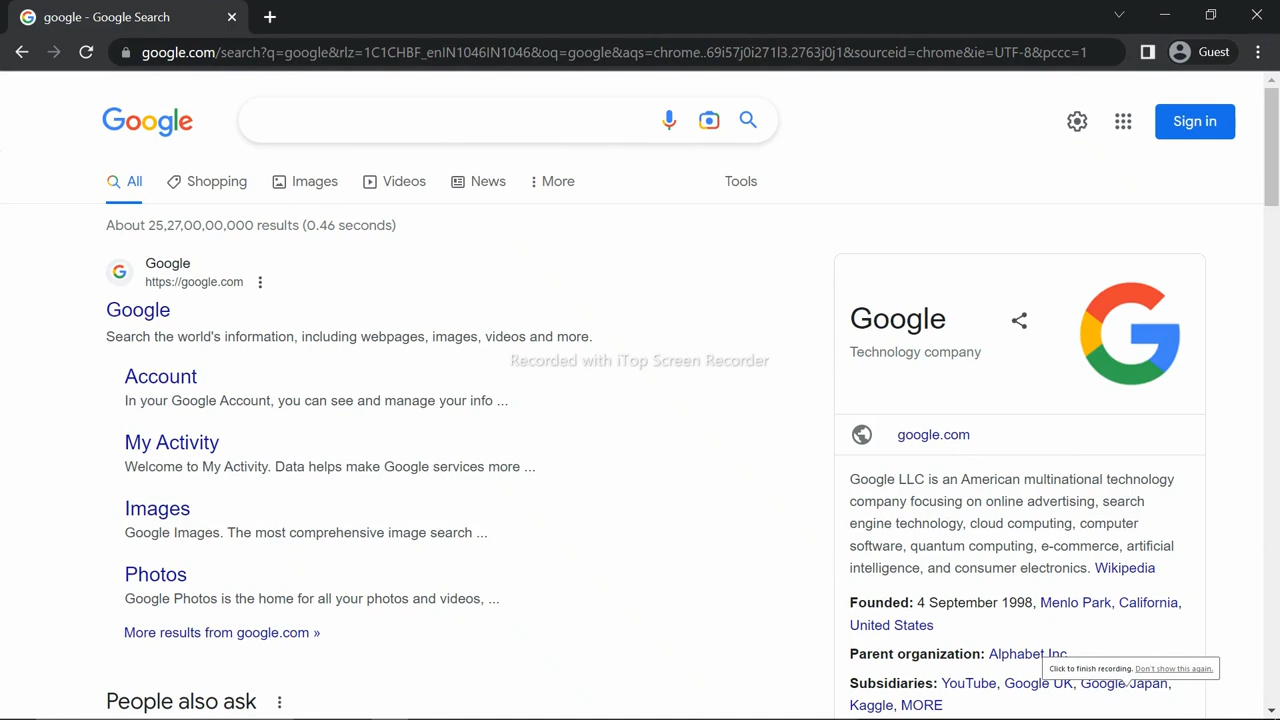 google - Google Search
google.com/search?q=google&rlz=1C1CHBF_enIN1046IN1046&oq=google&aqs=chrome..69i57j0i271l3.2763j0j1&sourceid=chrome&ie=UTF-8&pccc=1
Guest
Google
Sign in
All Shopping Images Videos News More Tools
About 25,27,00,00,000 results (0.46 seconds)
Google
https://google.com
Google
Search the world's information, including webpages, images, videos and more.
Recorded with iTop Screen Recorder
Account
In your Google Account, you can see and manage your info ...
My Activity
Welcome to My Activity. Data helps make Google services more ...
Images
Google Images. The most comprehensive image search ...
Photos
Google Photos is the home for all your photos and videos, ...
More results from google.com »
People also ask
Google
Technology company
google.com
Google LLC is an American multinational technology
company focusing on online advertising, search
engine technology, cloud computing, computer
software, quantum computing, e-commerce, artificial
intelligence, and consumer electronics. Wikipedia
Founded: 4 September 1998, Menlo Park, California,
United States
Parent organization: Alphabet Inc.
Click to finish recording. Don't show this again.
Subsidiaries: YouTube, Google UK, Google Japan,
Kaggle, MORE